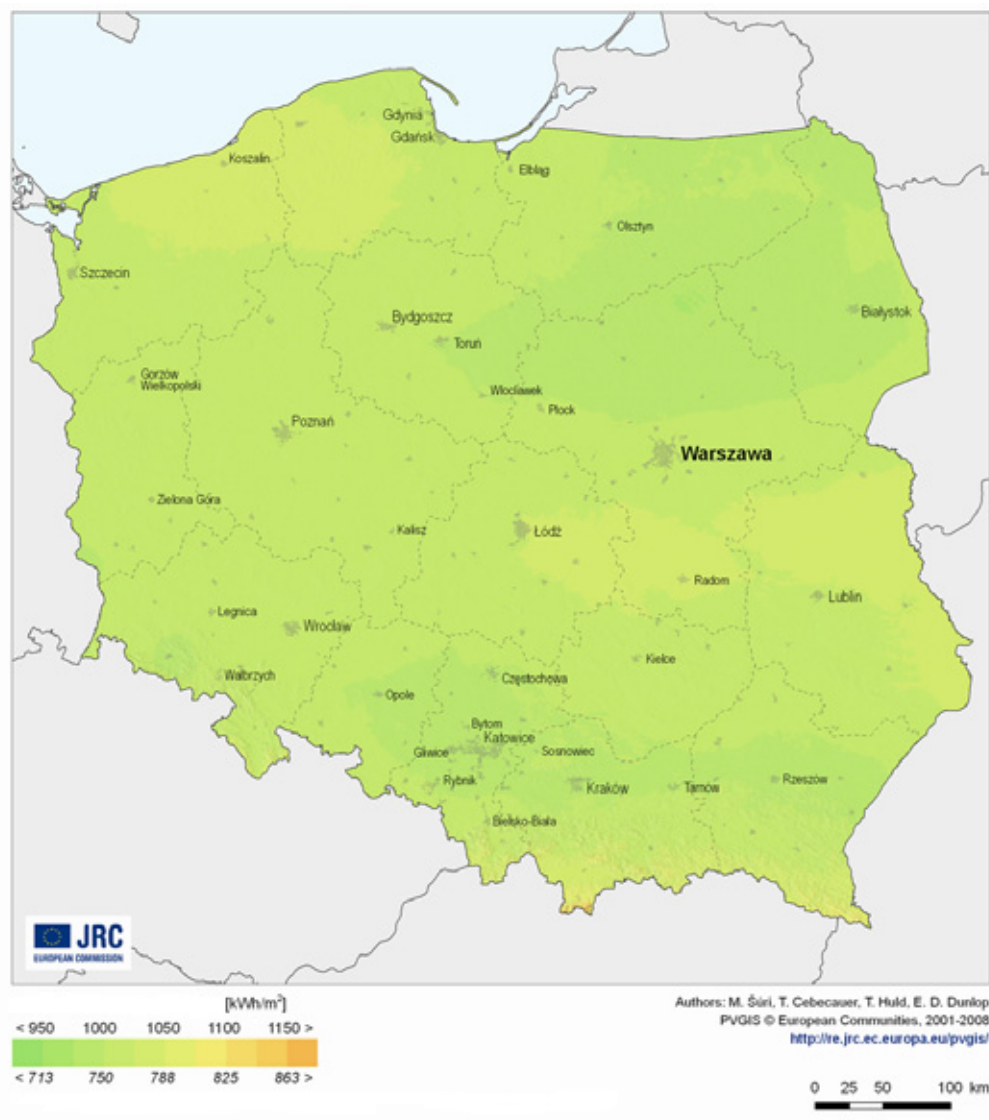 Gdynia
Gdańsk
Koszalin
Elbląg
Olsztyn
Szczecin
Białystok
Bydgoszcz
Toruń
Gorzów
Wielkopolski
Włocławek
Płock
Poznań
Warszawa
Zielona Góra
Kalisz
Łódź
Radom
Lublin
Legnica
Wrocław
Kielce
Wałbrzych
Częstochowa
Opole
Bytom
Katowice
Gliwice
Sosnowiec
Rybnik
Kraków
Tarnów
Rzeszów
Bielsko-Biała
JRC
EUROPEAN COMMISSION
[kWh/m²]
< 950 1000 1050 1100 1150 >
< 713 750 788 825 863 >
Authors: M. Šúri, T. Cebecauer, T. Huld, E. D. Dunlop
PVGIS © European Communities, 2001-2008
http://re.jrc.ec.europa.eu/pvgis/
0 25 50 100 km